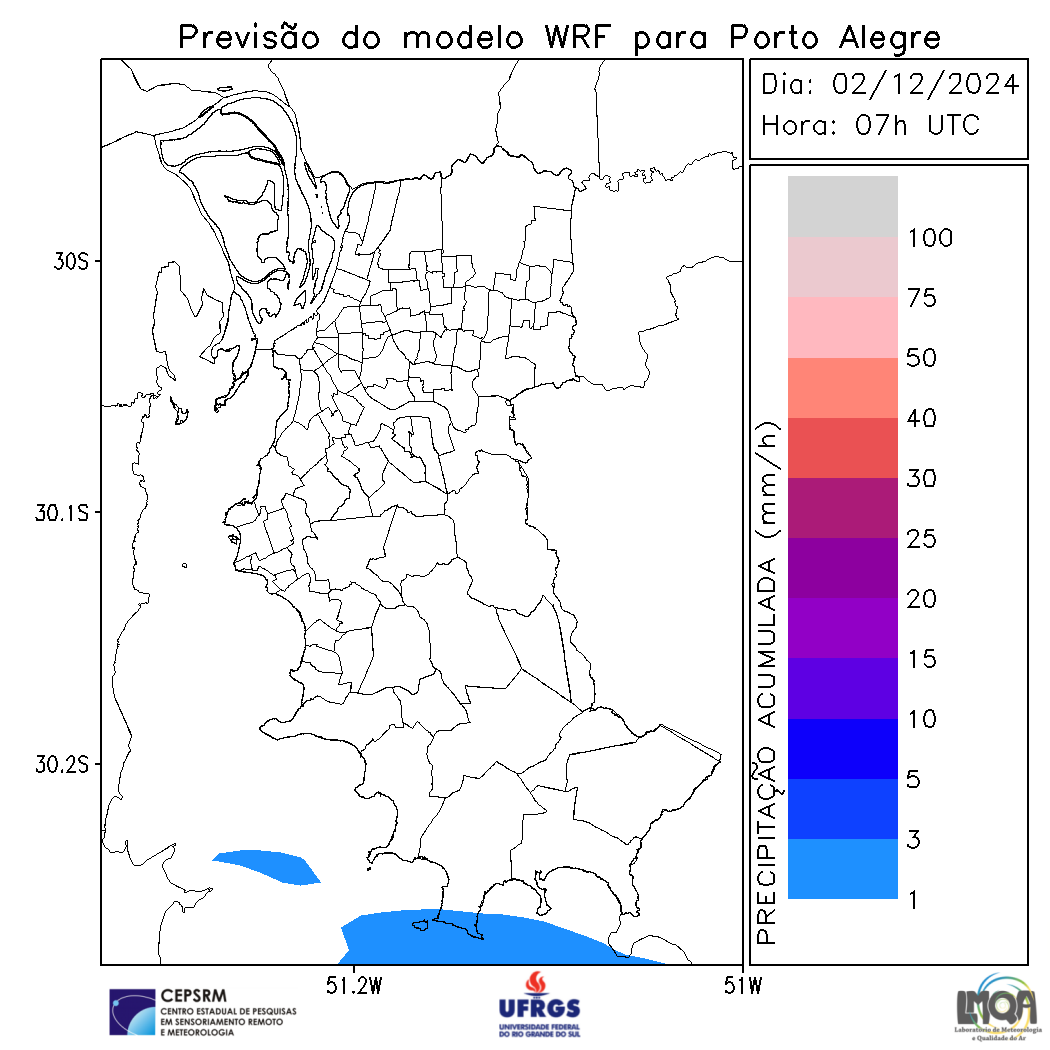 Previsão do modelo WRF para Porto Alegre
Dia: 02/12/2024
Hora: 07h UTC
30S
30.1S
30.2S
51.2W
51W
PRECIPITAÇÃO ACUMULADA (mm/h)
100
75
50
40
30
25
20
15
10
5
3
1
CEPSRM
CENTRO ESTADUAL DE PESQUISAS
EM SENSORIAMENTO REMOTO
E METEOROLOGIA
UFRGS
UNIVERSIDADE FEDERAL
DO RIO GRANDE DO SUL
LMQA
Laboratório de Meteorologia
e Qualidade do Ar